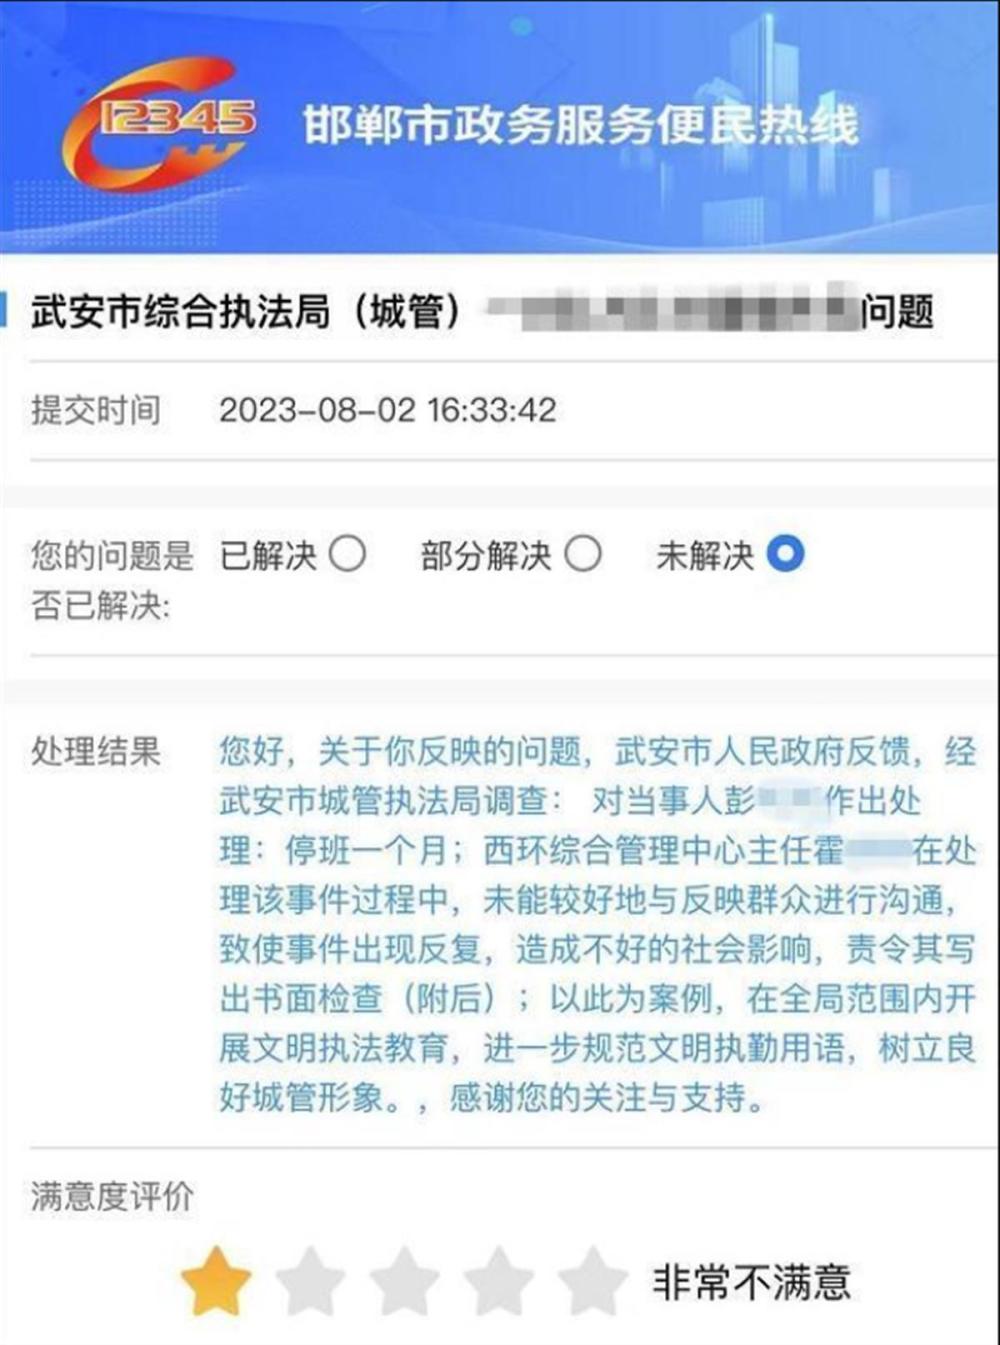 12345
邯郸市政务服务便民热线
武安市综合执法局（城管） 问题
提交时间 2023-08-02 16:33:42
您的问题是 已解决 部分解决 未解决
否已解决:
处理结果 您好，关于你反映的问题，武安市人民政府反馈，经
武安市城管执法局调查： 对当事人彭 作出处
理：停班一个月；西环综合管理中心主任霍 在处
理该事件过程中，未能较好地与反映群众进行沟通，
致使事件出现反复，造成不好的社会影响，责令其写
出书面检查（附后）；以此为案例，在全局范围内开
展文明执法教育，进一步规范文明执勤用语，树立良
好城管形象。，感谢您的关注与支持。
满意度评价
非常不满意